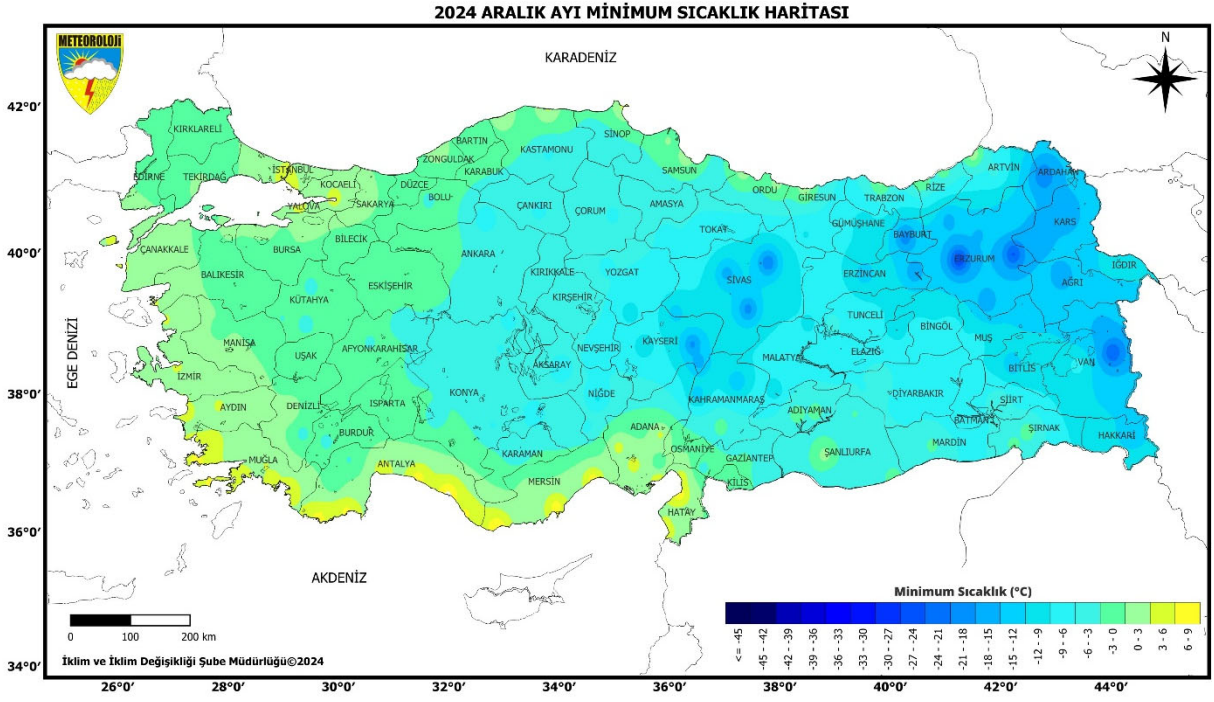 2024 ARALIK AYI MİNİMUM SICAKLIK HARİTASI
METEOROLOJİ
KARADENİZ
N
42°0'
KIRKLARELİ
EDİRNE
TEKİRDAĞ
İSTANBUL
KOCAELİ
YALOVA
SAKARYA
DÜZCE
BOLU
ZONGULDAK
BARTIN
KARABUK
KASTAMONU
SİNOP
SAMSUN
ÇANKIRI
ÇORUM
AMASYA
ORDU
GİRESUN
TRABZON
RİZE
ARTVİN
ARDAHAN
KARS
TOKAT
GÜMÜŞHANE
BAYBURT
40°0'
ÇANAKKALE
BURSA
BİLECİK
BALIKESİR
KÜTAHYA
ESKİŞEHİR
ANKARA
KIRIKKALE
YOZGAT
KIRŞEHİR
SİVAS
ERZİNCAN
ERZURUM
IĞDIR
AĞRI
TUNCELİ
BİNGÖL
MUŞ
EGE DENİZİ
MANİSA
UŞAK
AFYONKARAHİSAR
İZMİR
AKSARAY
NEVŞEHİR
KAYSERİ
MALATYA
ELAZIĞ
BİTLİS
VAN
38°0'
AYDIN
DENİZLİ
ISPARTA
KONYA
NİĞDE
KAHRAMANMARAŞ
ADIYAMAN
DİYARBAKIR
SİİRT
BATMAN
BURDUR
MUĞLA
ANTALYA
KARAMAN
MERSİN
ADANA
OSMANİYE
GAZİANTEP
KİLİS
ŞANLIURFA
MARDİN
ŞIRNAK
HAKKARİ
HATAY
36°0'
AKDENİZ
Minimum Sıcaklık (°C)
<= -45
-45 - -42
-42 - -39
-39 - -36
-36 - -33
-33 - -30
-30 - -27
-27 - -24
-24 - -21
-21 - -18
-18 - -15
-15 - -12
-12 - -9
-9 - -6
-6 - -3
-3 - 0
0 - 3
3 - 6
6 - 9
0 100 200 km
İklim ve İklim Değişikliği Şube Müdürlüğü©2024
34°0'
26°0' 28°0' 30°0' 32°0' 34°0' 36°0' 38°0' 40°0' 42°0' 44°0'